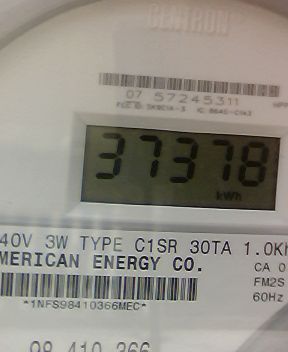 CENTRON
07 57245311
37378
kWh
40V 3W TYPE C1SR 30TA 1.0Kh
MERICAN ENERGY CO.
CA 0
FM2S
60Hz
*1NFS98410366MEC*
98 410 366